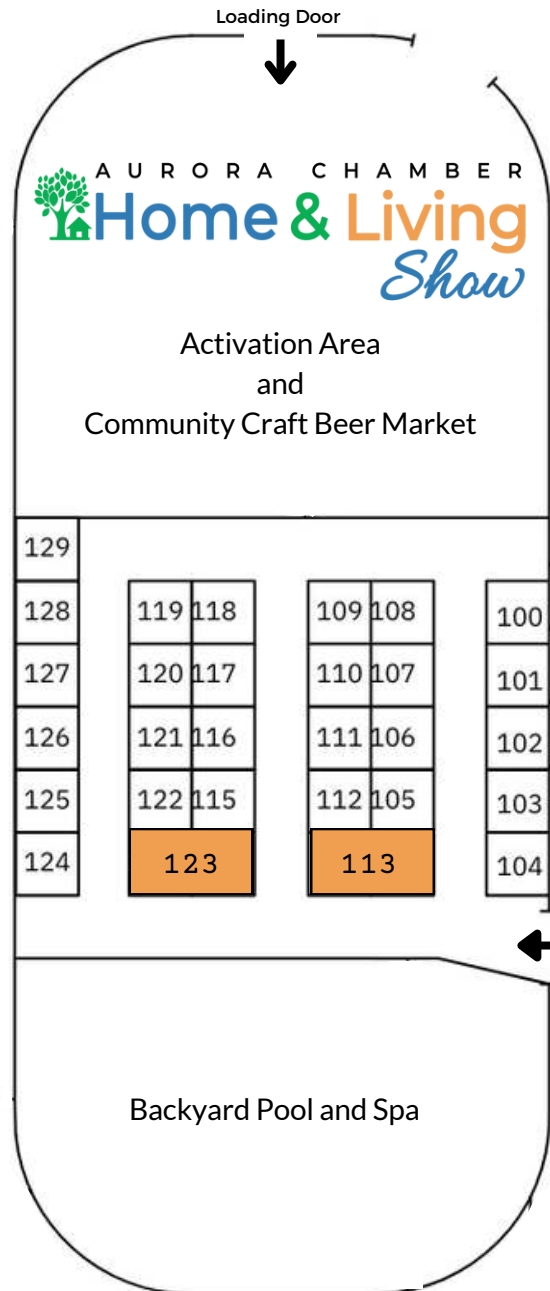 Loading Door
AURORA CHAMBER
Home & Living
Show
Activation Area
and
Community Craft Beer Market
129
128 119 118 109 108 100
127 120 117 110 107 101
126 121 116 111 106 102
125 122 115 112 105 103
124 123 113 104
Backyard Pool and Spa